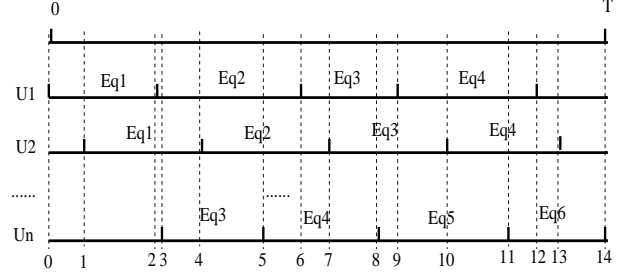 0 T
Eq1 Eq2 Eq3 Eq4
U1
Eq1 Eq2 Eq3 Eq4
U2
...... ......
Eq3 Eq4 Eq5 Eq6
Un
0 1 2 3 4 5 6 7 8 9 10 11 12 13 14